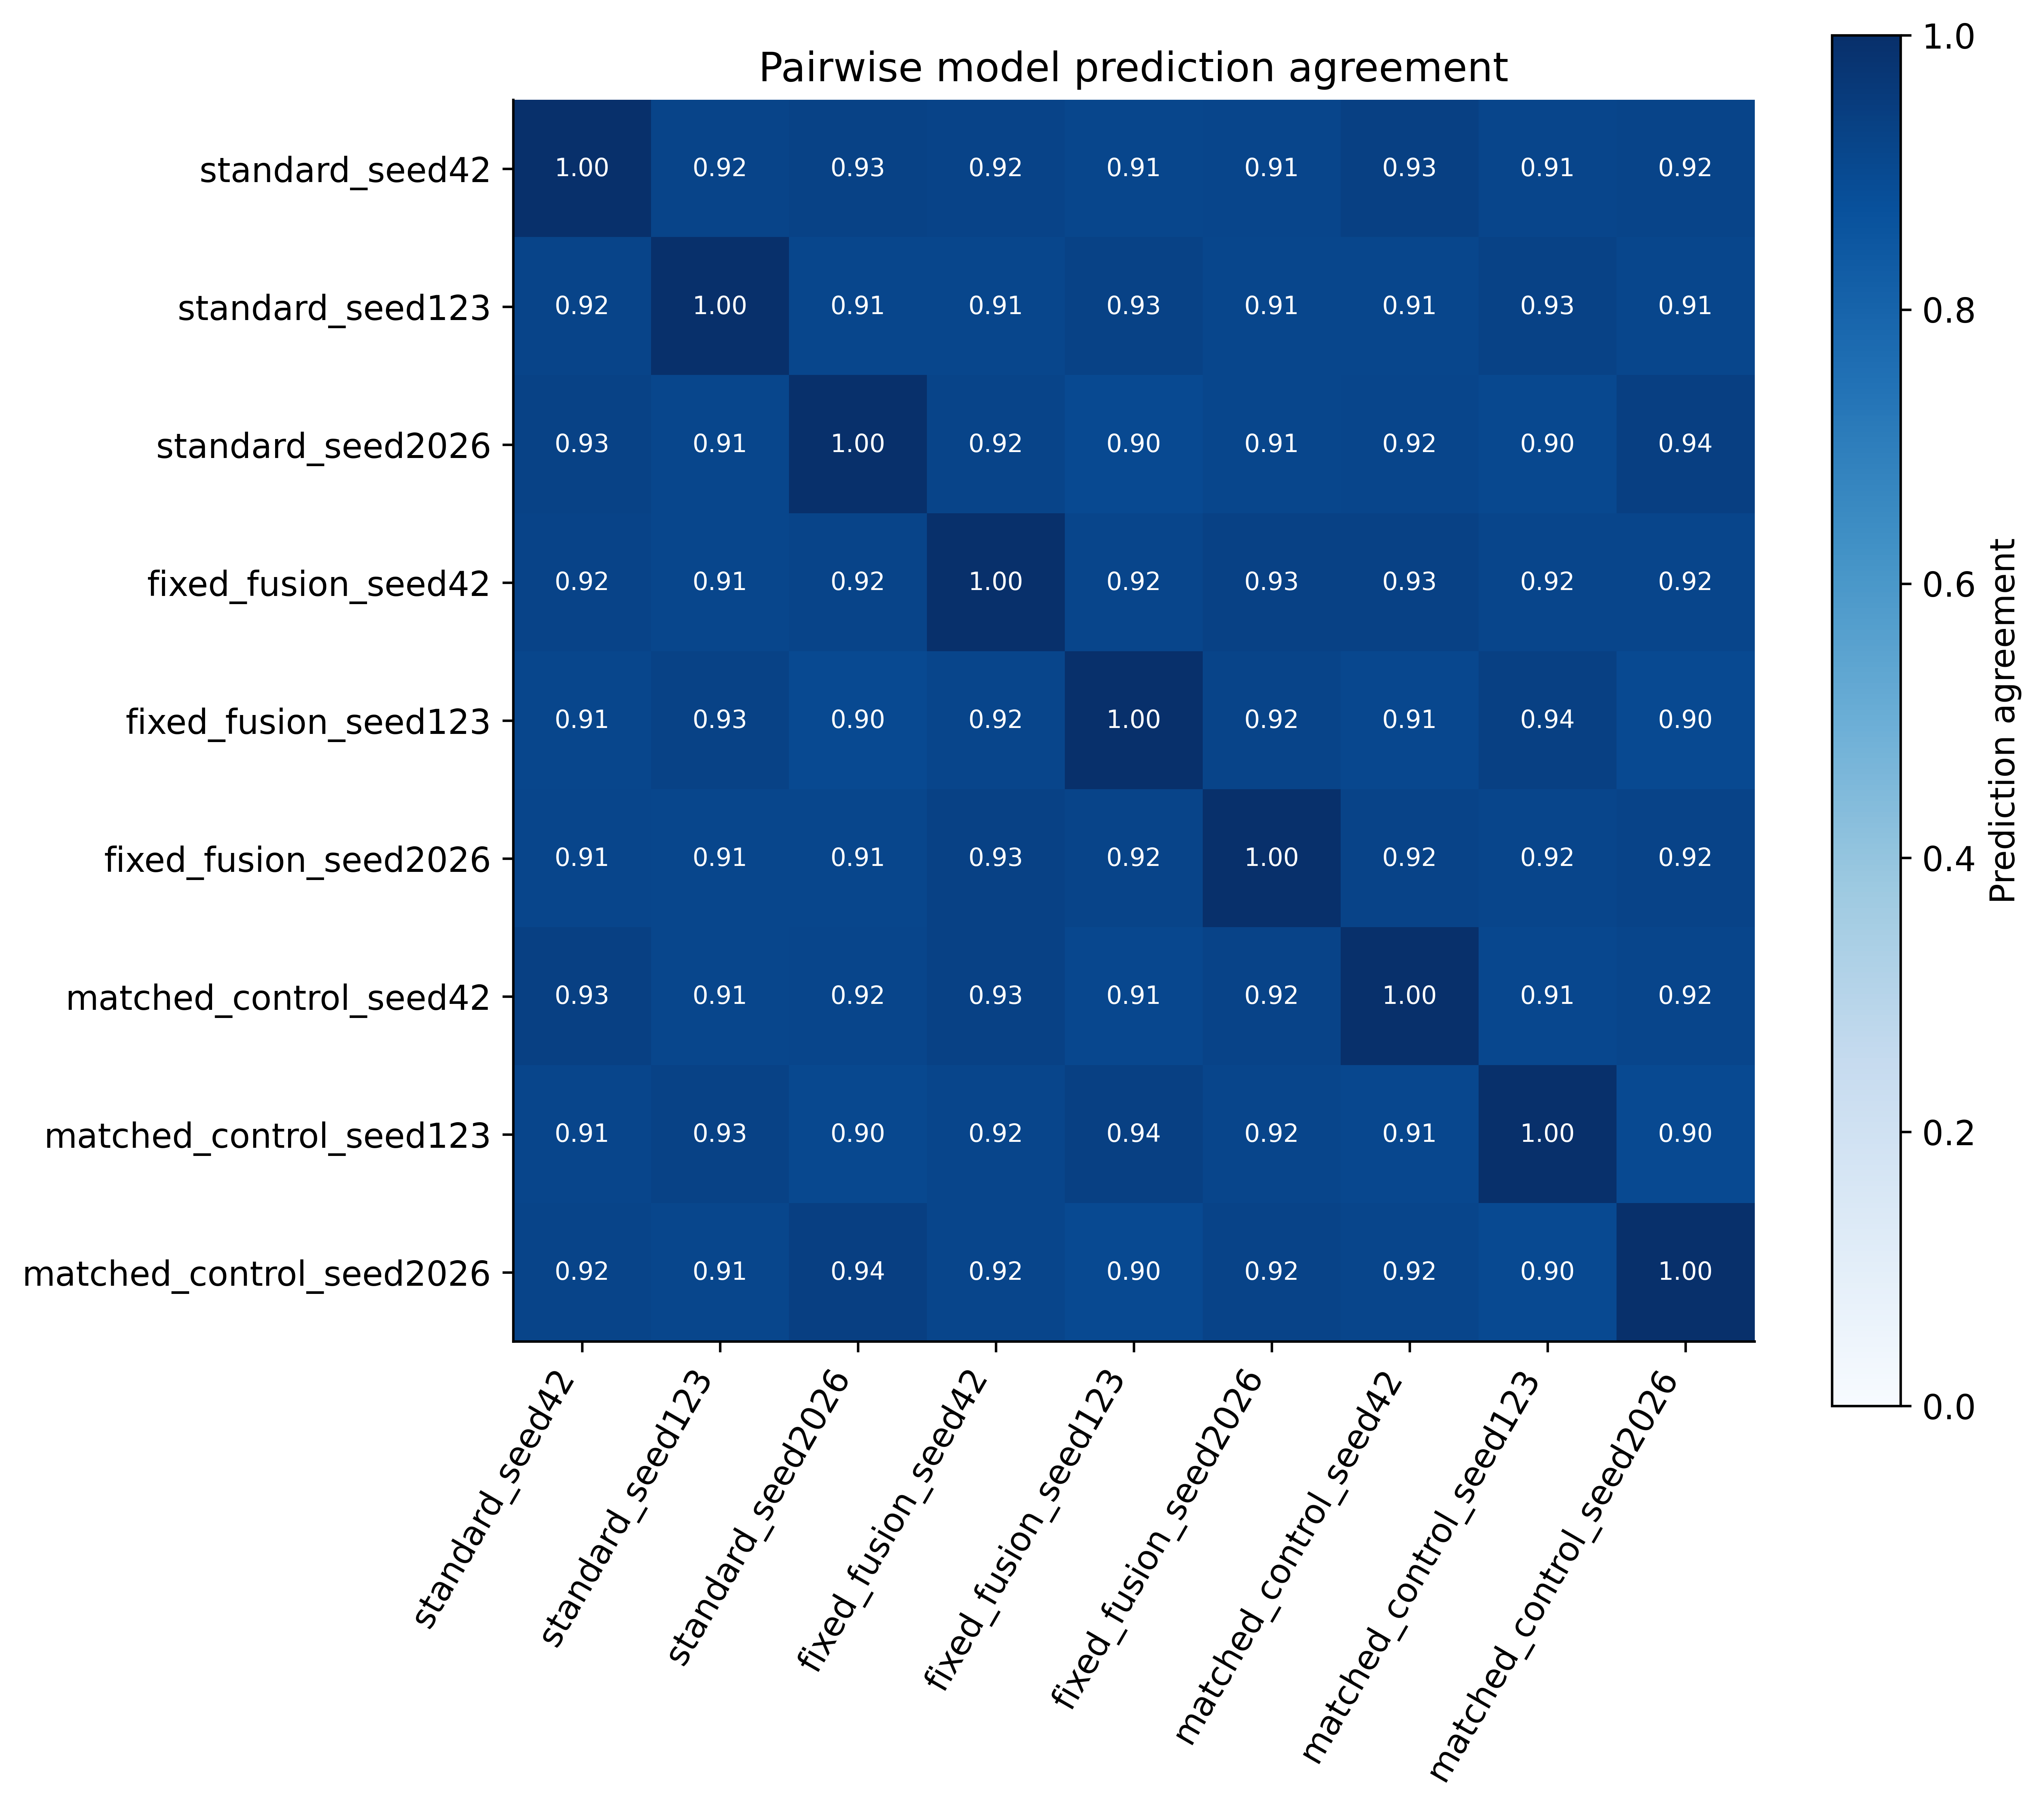 Pairwise model prediction agreement
standard_seed42 1.00 0.92 0.93 0.92 0.91 0.91 0.93 0.91 0.92
standard_seed123 0.92 1.00 0.91 0.91 0.93 0.91 0.91 0.93 0.91
standard_seed2026 0.93 0.91 1.00 0.92 0.90 0.91 0.92 0.90 0.94
fixed_fusion_seed42 0.92 0.91 0.92 1.00 0.92 0.93 0.93 0.92 0.92
fixed_fusion_seed123 0.91 0.93 0.90 0.92 1.00 0.92 0.91 0.94 0.90
fixed_fusion_seed2026 0.91 0.91 0.91 0.93 0.92 1.00 0.92 0.92 0.92
matched_control_seed42 0.93 0.91 0.92 0.93 0.91 0.92 1.00 0.91 0.92
matched_control_seed123 0.91 0.93 0.90 0.92 0.94 0.92 0.91 1.00 0.90
matched_control_seed2026 0.92 0.91 0.94 0.92 0.90 0.92 0.92 0.90 1.00
standard_seed42
standard_seed123
standard_seed2026
fixed_fusion_seed42
fixed_fusion_seed123
fixed_fusion_seed2026
matched_control_seed42
matched_control_seed123
matched_control_seed2026
1.0
0.8
0.6
0.4
0.2
0.0
Prediction agreement